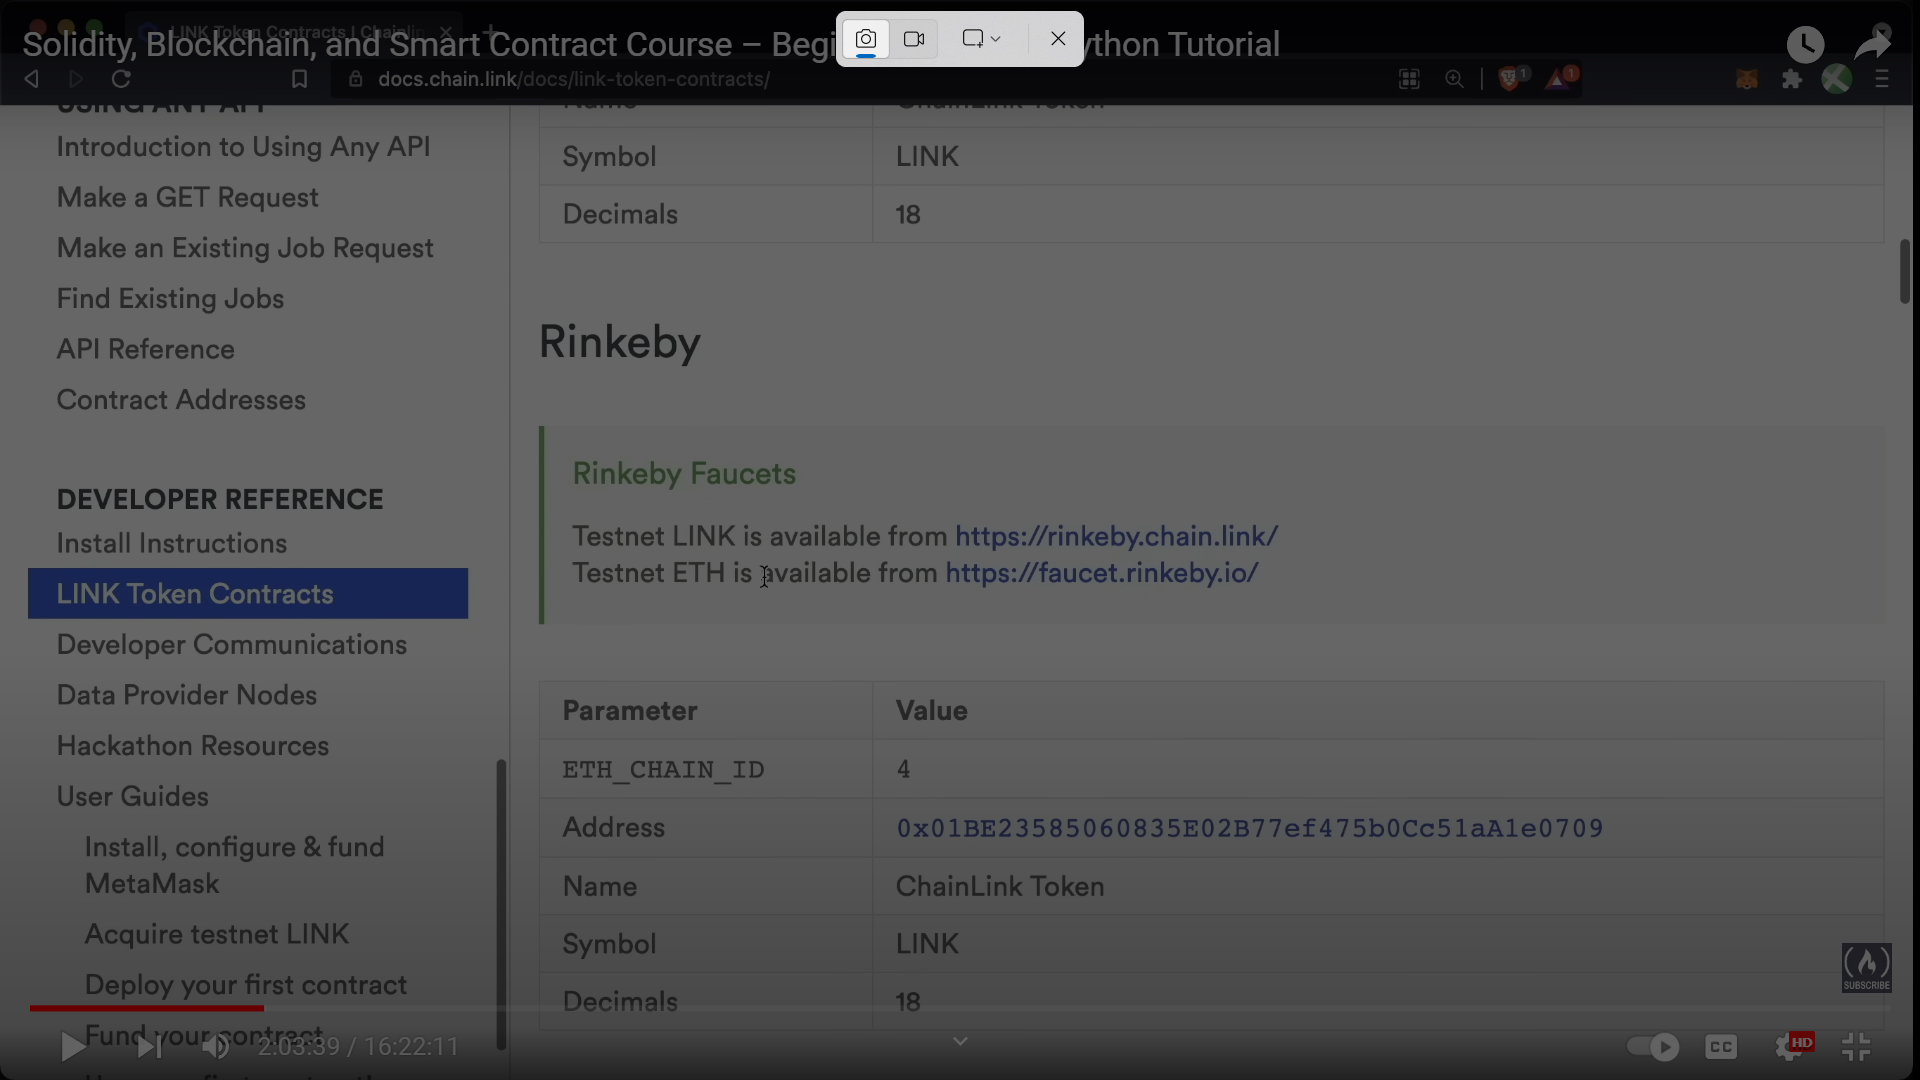 LINK Token Contracts | Chainlin
Solidity, Blockchain, and Smart Contract Course – Begi
ython Tutorial
docs.chain.link/docs/link-token-contracts/
1
1
USING ANY API
Introduction to Using Any API
Make a GET Request
Make an Existing Job Request
Find Existing Jobs
API Reference
Contract Addresses
DEVELOPER REFERENCE
Install Instructions
LINK Token Contracts
Developer Communications
Data Provider Nodes
Hackathon Resources
User Guides
Install, configure & fund
MetaMask
Acquire testnet LINK
Deploy your first contract
Fund your contract
Name ChainLink Token
Symbol LINK
Decimals 18
Rinkeby
Rinkeby Faucets
Testnet LINK is available from https://rinkeby.chain.link/
Testnet ETH is available from https://faucet.rinkeby.io/
Parameter Value
ETH_CHAIN_ID 4
Address 0x01BE23585060835E02B77ef475b0Cc51aA1e0709
Name ChainLink Token
Symbol LINK
Decimals 18
SUBSCRIBE
2:03:39 / 16:22:11
CC
HD